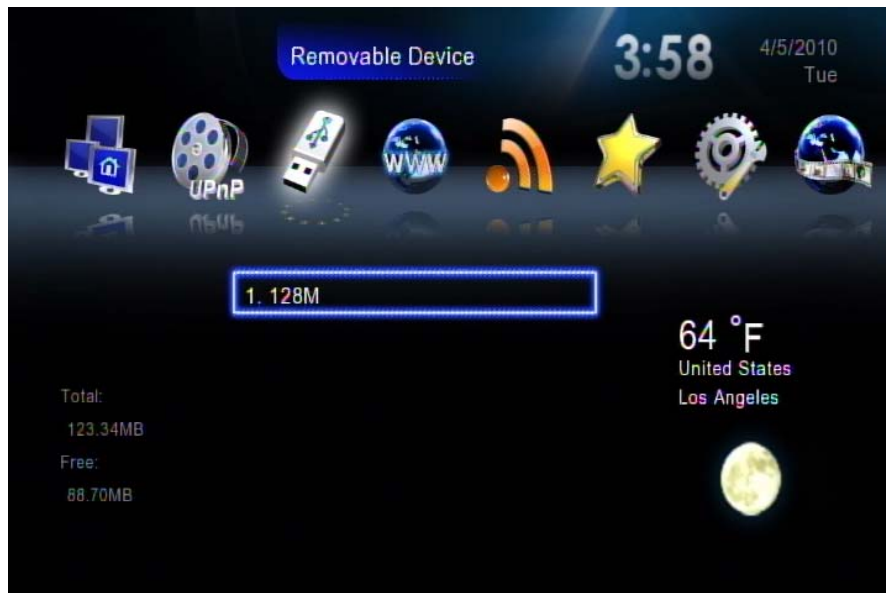 Removable Device
3:58
4/5/2010
Tue
UPnP
WWW
1. 128M
64 °F
United States
Los Angeles
Total:
123.34MB
Free:
88.70MB